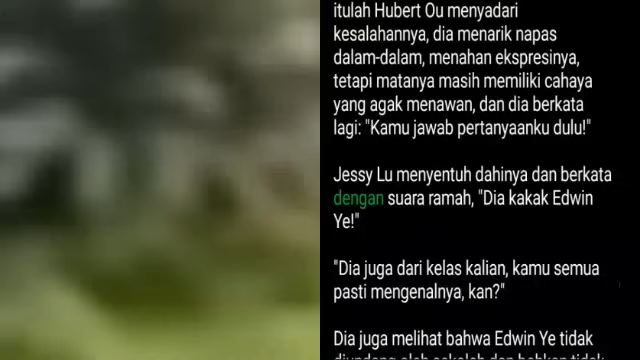 itulah Hubert Ou menyadari
kesalahannya, dia menarik napas
dalam-dalam, menahan ekspresinya,
tetapi matanya masih memiliki cahaya
yang agak menawan, dan dia berkata
lagi: "Kamu jawab pertanyaanku dulu!"
Jessy Lu menyentuh dahinya dan berkata
dengan suara ramah, "Dia kakak Edwin
Ye!"
"Dia juga dari kelas kalian, kamu semua
pasti mengenalnya, kan?"
Dia juga melihat bahwa Edwin Ye tidak